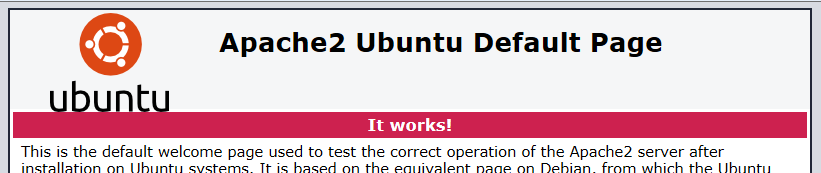 Apache2 Ubuntu Default Page
ubuntu
It works!
This is the default welcome page used to test the correct operation of the Apache2 server after
installation on Ubuntu systems. It is based on the equivalent page on Debian, from which the Ubuntu